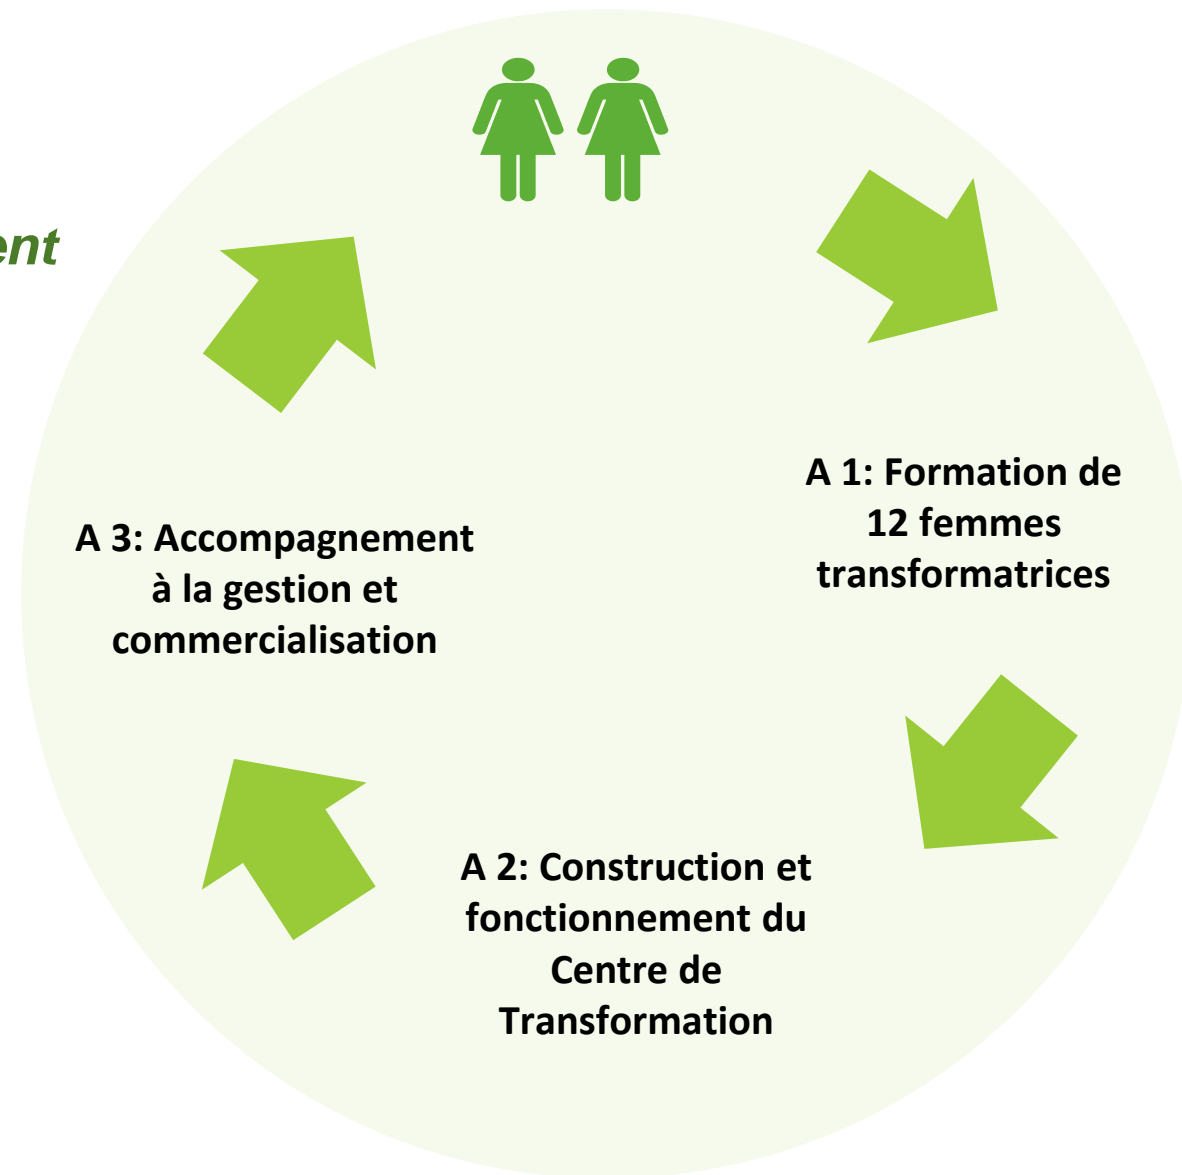 ent
A 1: Formation de
12 femmes
transformatrices
A 2: Construction et
fonctionnement du
Centre de
Transformation
A 3: Accompagnement
à la gestion et
commercialisation